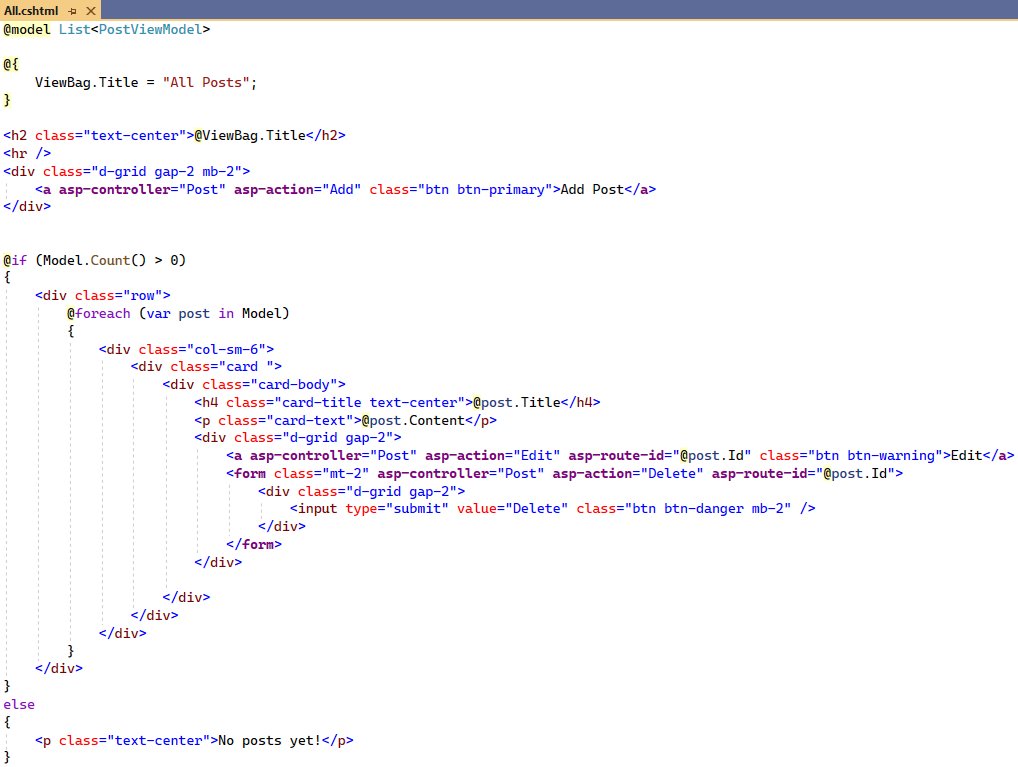 All.cshtml
@model List<PostViewModel>
@{
    ViewBag.Title = "All Posts";
}
<h2 class="text-center">@ViewBag.Title</h2>
<hr />
<div class="d-grid gap-2 mb-2">
    <a asp-controller="Post" asp-action="Add" class="btn btn-primary">Add Post</a>
</div>
@if (Model.Count() > 0)
{
    <div class="row">
        @foreach (var post in Model)
        {
            <div class="col-sm-6">
                <div class="card ">
                    <div class="card-body">
                        <h4 class="card-title text-center">@post.Title</h4>
                        <p class="card-text">@post.Content</p>
                        <div class="d-grid gap-2">
                            <a asp-controller="Post" asp-action="Edit" asp-route-id="@post.Id" class="btn btn-warning">Edit</a>
                            <form class="mt-2" asp-controller="Post" asp-action="Delete" asp-route-id="@post.Id">
                                <div class="d-grid gap-2">
                                    <input type="submit" value="Delete" class="btn btn-danger mb-2" />
                                </div>
                            </form>
                        </div>
                    </div>
                </div>
            </div>
        }
    </div>
}
else
{
    <p class="text-center">No posts yet!</p>
}